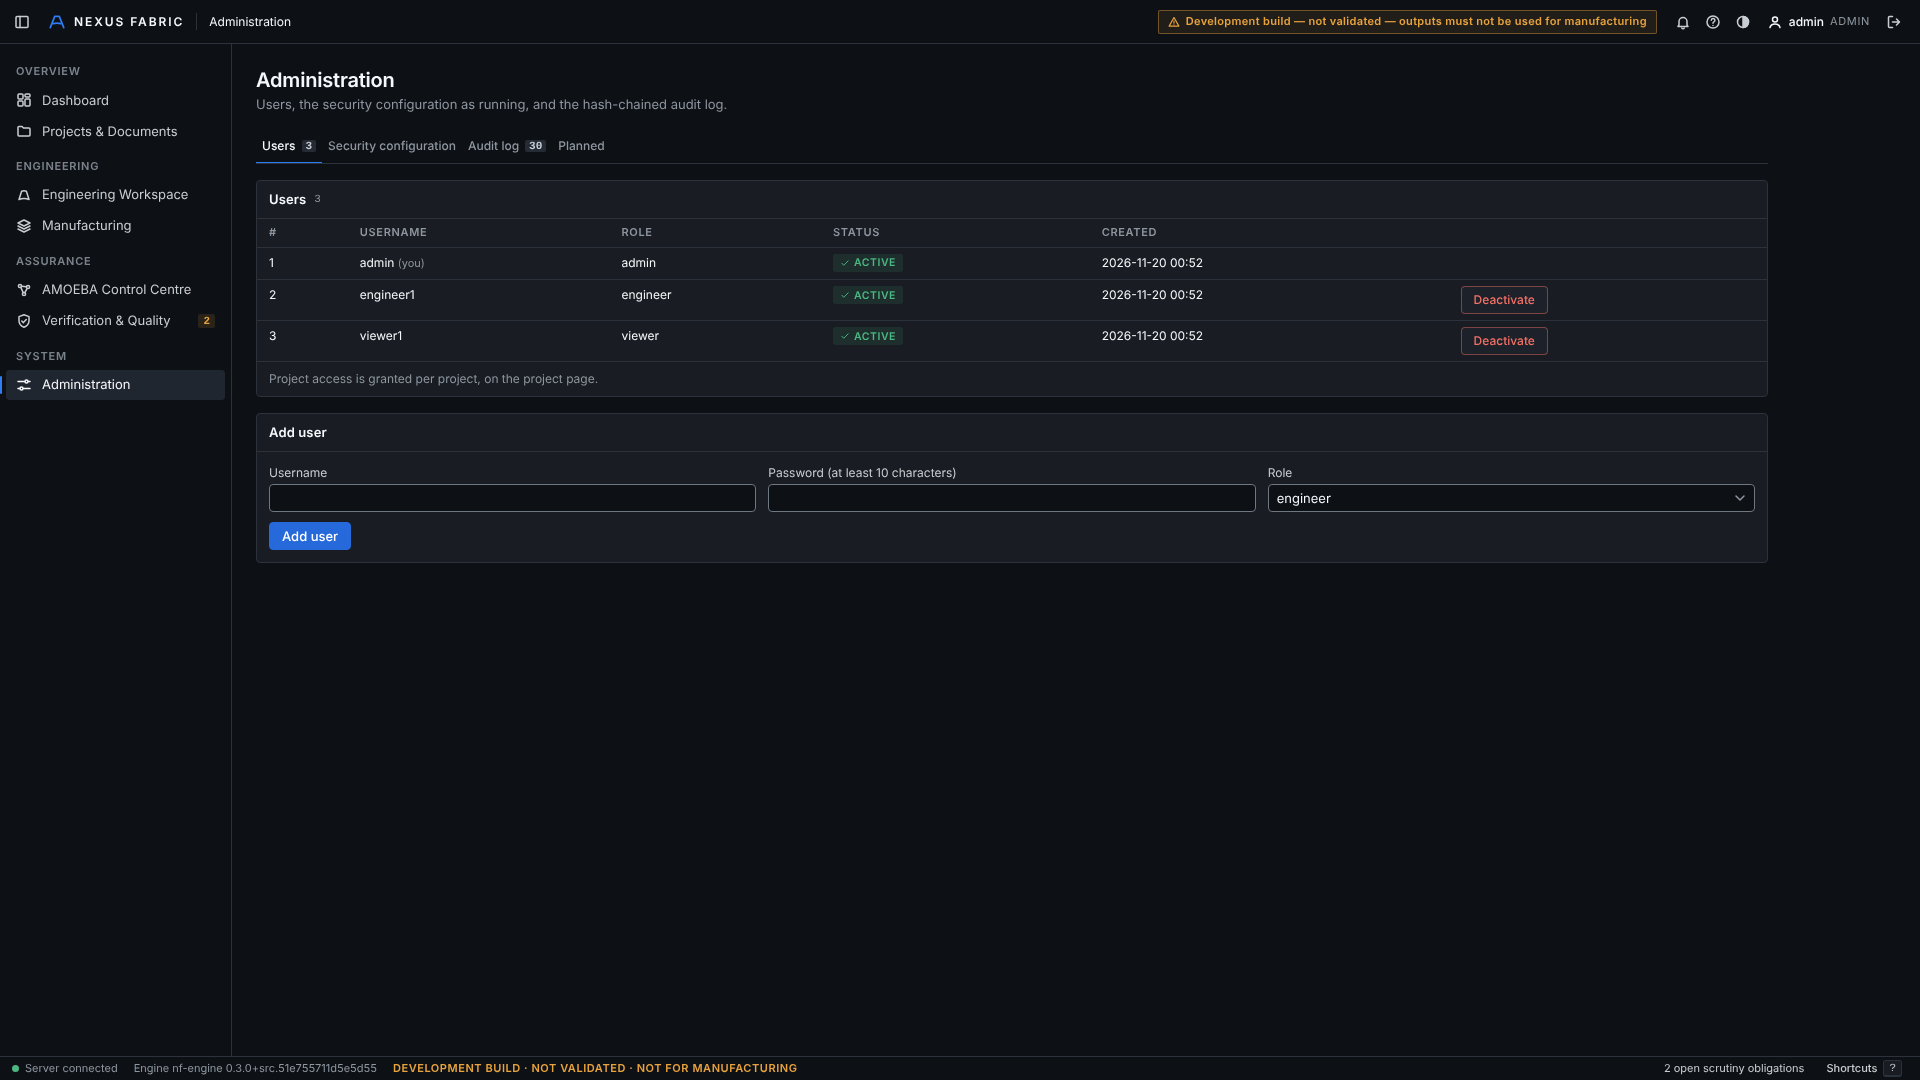 NEXUS FABRIC
Administration
Development build — not validated — outputs must not be used for manufacturing
admin ADMIN
OVERVIEW
Dashboard
Projects & Documents
ENGINEERING
Engineering Workspace
Manufacturing
ASSURANCE
AMOEBA Control Centre
Verification & Quality 2
SYSTEM
Administration
Administration
Users, the security configuration as running, and the hash-chained audit log.
Users 3 Security configuration Audit log 30 Planned
Users 3
# USERNAME ROLE STATUS CREATED
1 admin (you) admin ACTIVE 2026-11-20 00:52
2 engineer1 engineer ACTIVE 2026-11-20 00:52 Deactivate
3 viewer1 viewer ACTIVE 2026-11-20 00:52 Deactivate
Project access is granted per project, on the project page.
Add user
Username Password (at least 10 characters) Role
engineer
Add user
Server connected Engine nf-engine 0.3.0+src.51e755711d5e5d55 DEVELOPMENT BUILD · NOT VALIDATED · NOT FOR MANUFACTURING 2 open scrutiny obligations Shortcuts ?